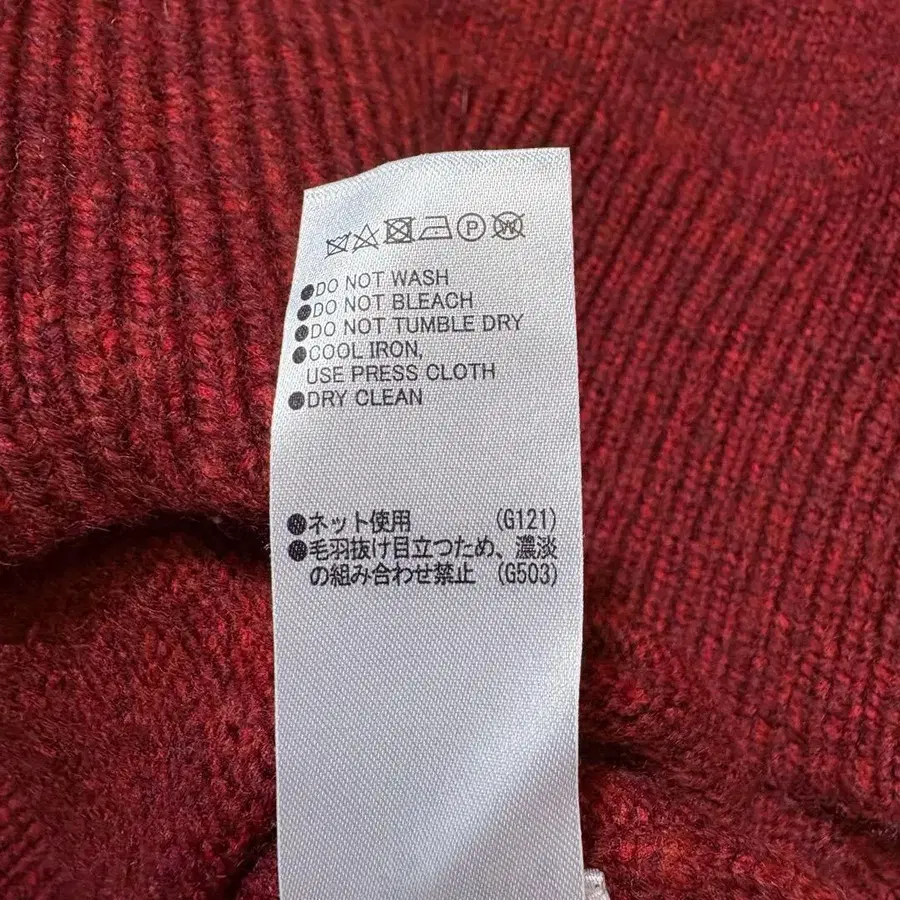 P W
●DO NOT WASH
●DO NOT BLEACH
●DO NOT TUMBLE DRY
●COOL IRON,
USE PRESS CLOTH
●DRY CLEAN
●ネット使用 (G121)
●毛羽抜け目立つため、濃淡
の組み合わせ禁止 (G503)